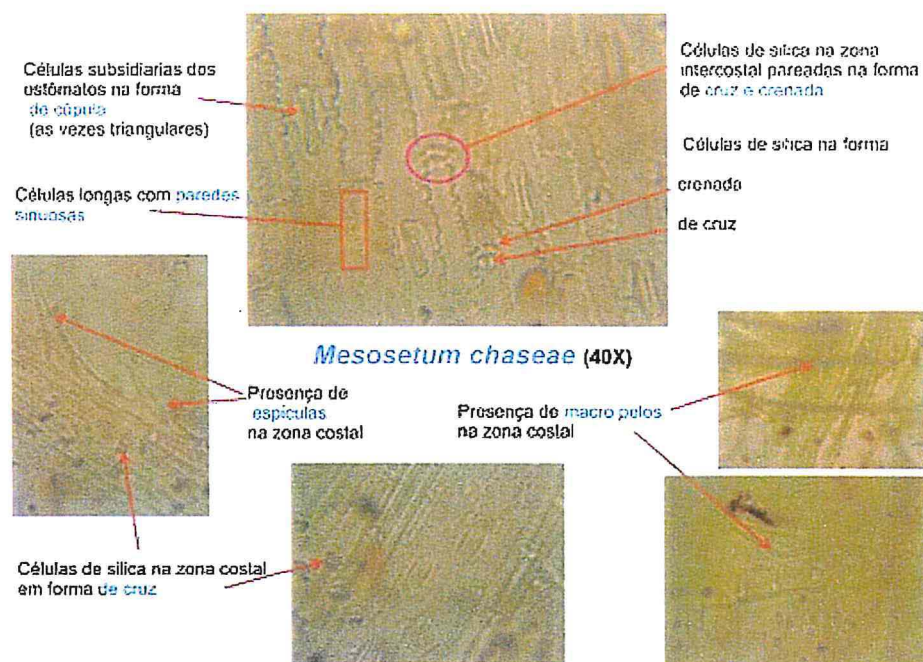 Células subsidiarias dos
ostômatos na forma
de cúpula
(as vezes triangulares)
Células longas com paredes
sinuosas
Células de sílica na zona
intercostal pareadas na forma
de cruz e crenada
Células de sílica na forma
crenada
de cruz
Mesosetum chaseae (40X)
Presença de
espículas
na zona costal
Presença de macro pelos
na zona costal
Células de silica na zona costal
em forma de cruz